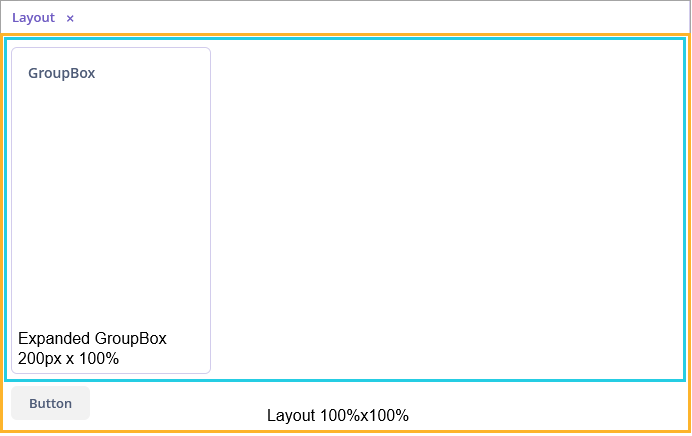 Layout ×
GroupBox
Expanded GroupBox
200px x 100%
Button
Layout 100%x100%